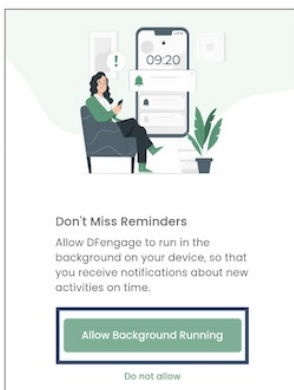 09:20
Don't Miss Reminders
Allow DFengage to run in the
background on your device, so that
you receive notifications about new
activities on time.
Allow Background Running
Do not allow